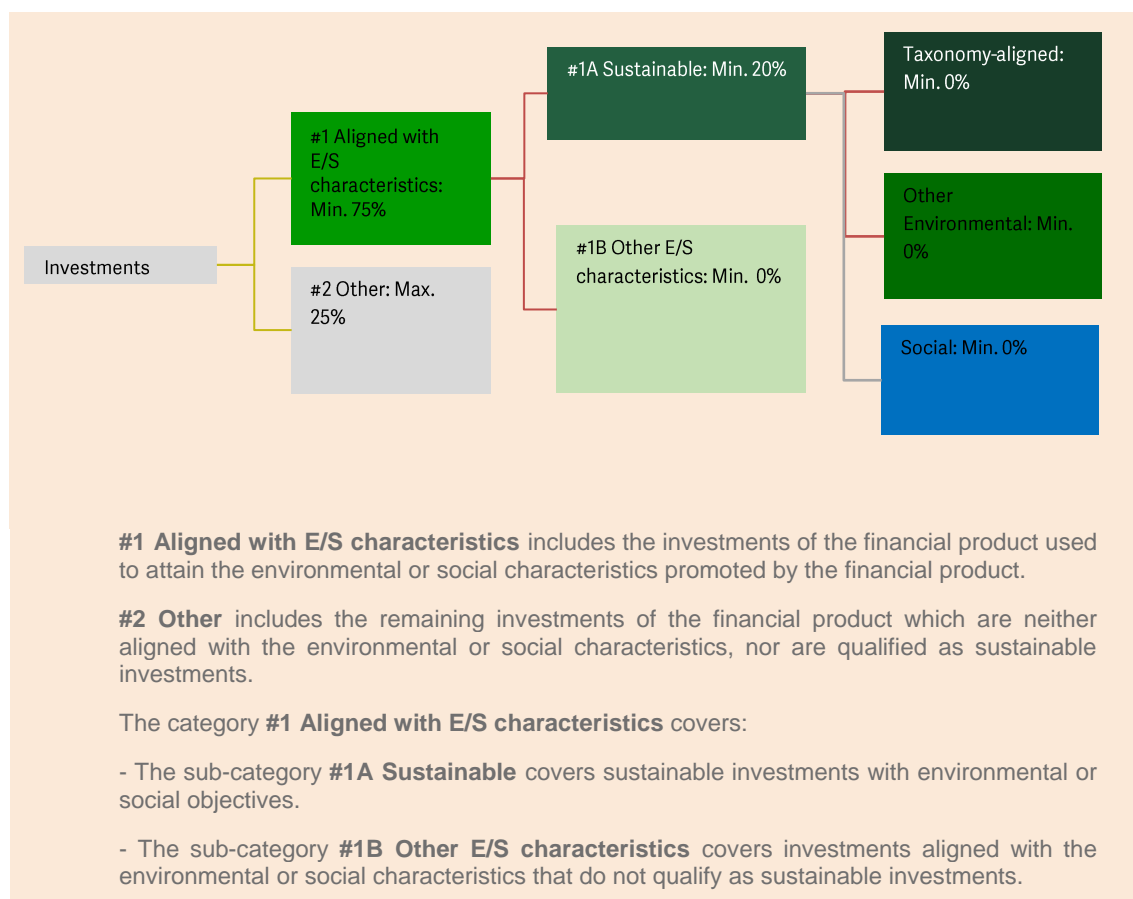 Investments
#1 Aligned with
E/S
characteristics:
Min. 75%
#2 Other: Max.
25%
#1A Sustainable: Min. 20%
#1B Other E/S
characteristics: Min. 0%
Taxonomy-aligned:
Min. 0%
Other
Environmental: Min.
0%
Social: Min. 0%
#1 Aligned with E/S characteristics includes the investments of the financial product used
to attain the environmental or social characteristics promoted by the financial product.
#2 Other includes the remaining investments of the financial product which are neither
aligned with the environmental or social characteristics, nor are qualified as sustainable
investments.
The category #1 Aligned with E/S characteristics covers:
- The sub-category #1A Sustainable covers sustainable investments with environmental or
social objectives.
- The sub-category #1B Other E/S characteristics covers investments aligned with the
environmental or social characteristics that do not qualify as sustainable investments.